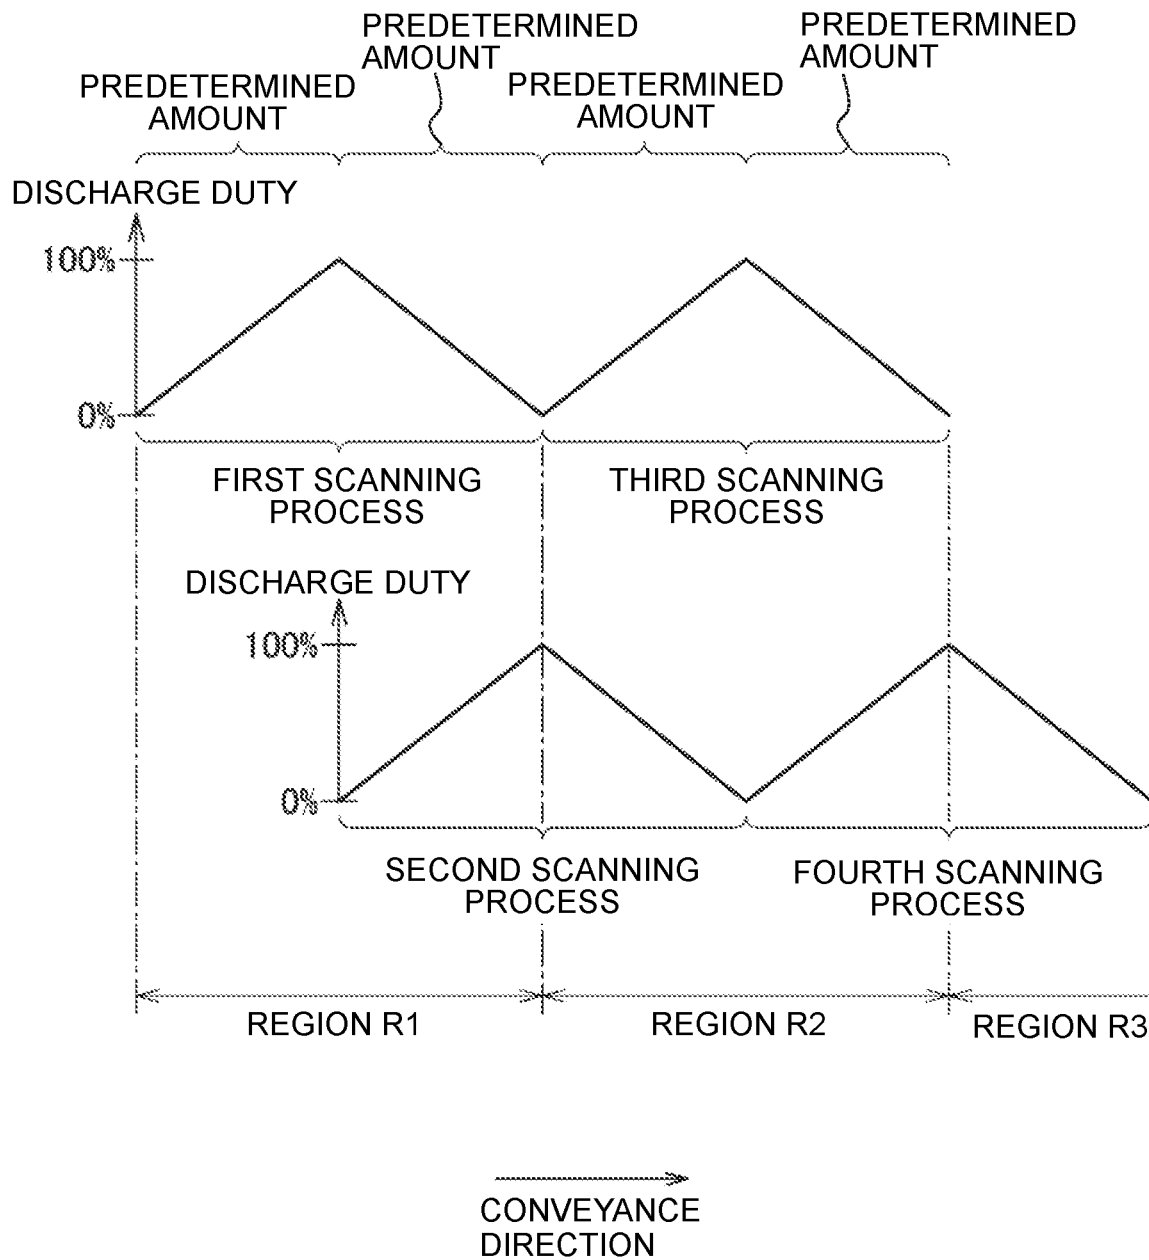 PREDETERMINED
AMOUNT
PREDETERMINED
AMOUNT
PREDETERMINED
AMOUNT
PREDETERMINED
AMOUNT
DISCHARGE DUTY
100%
0%
FIRST SCANNING
PROCESS
THIRD SCANNING
PROCESS
DISCHARGE DUTY
100%
0%
SECOND SCANNING
PROCESS
FOURTH SCANNING
PROCESS
REGION R1
REGION R2
REGION R3
CONVEYANCE
DIRECTION